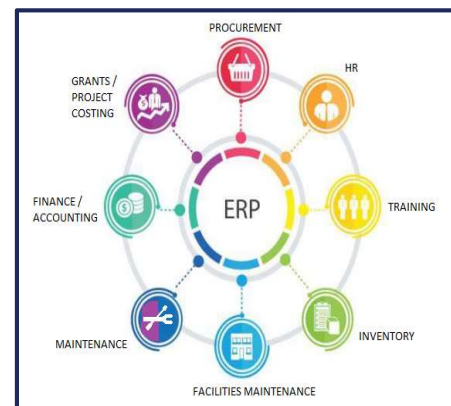 PROCUREMENT
GRANTS /
PROJECT
COSTING
HR
FINANCE /
ACCOUNTING
ERP
TRAINING
MAINTENANCE
INVENTORY
FACILITIES MAINTENANCE